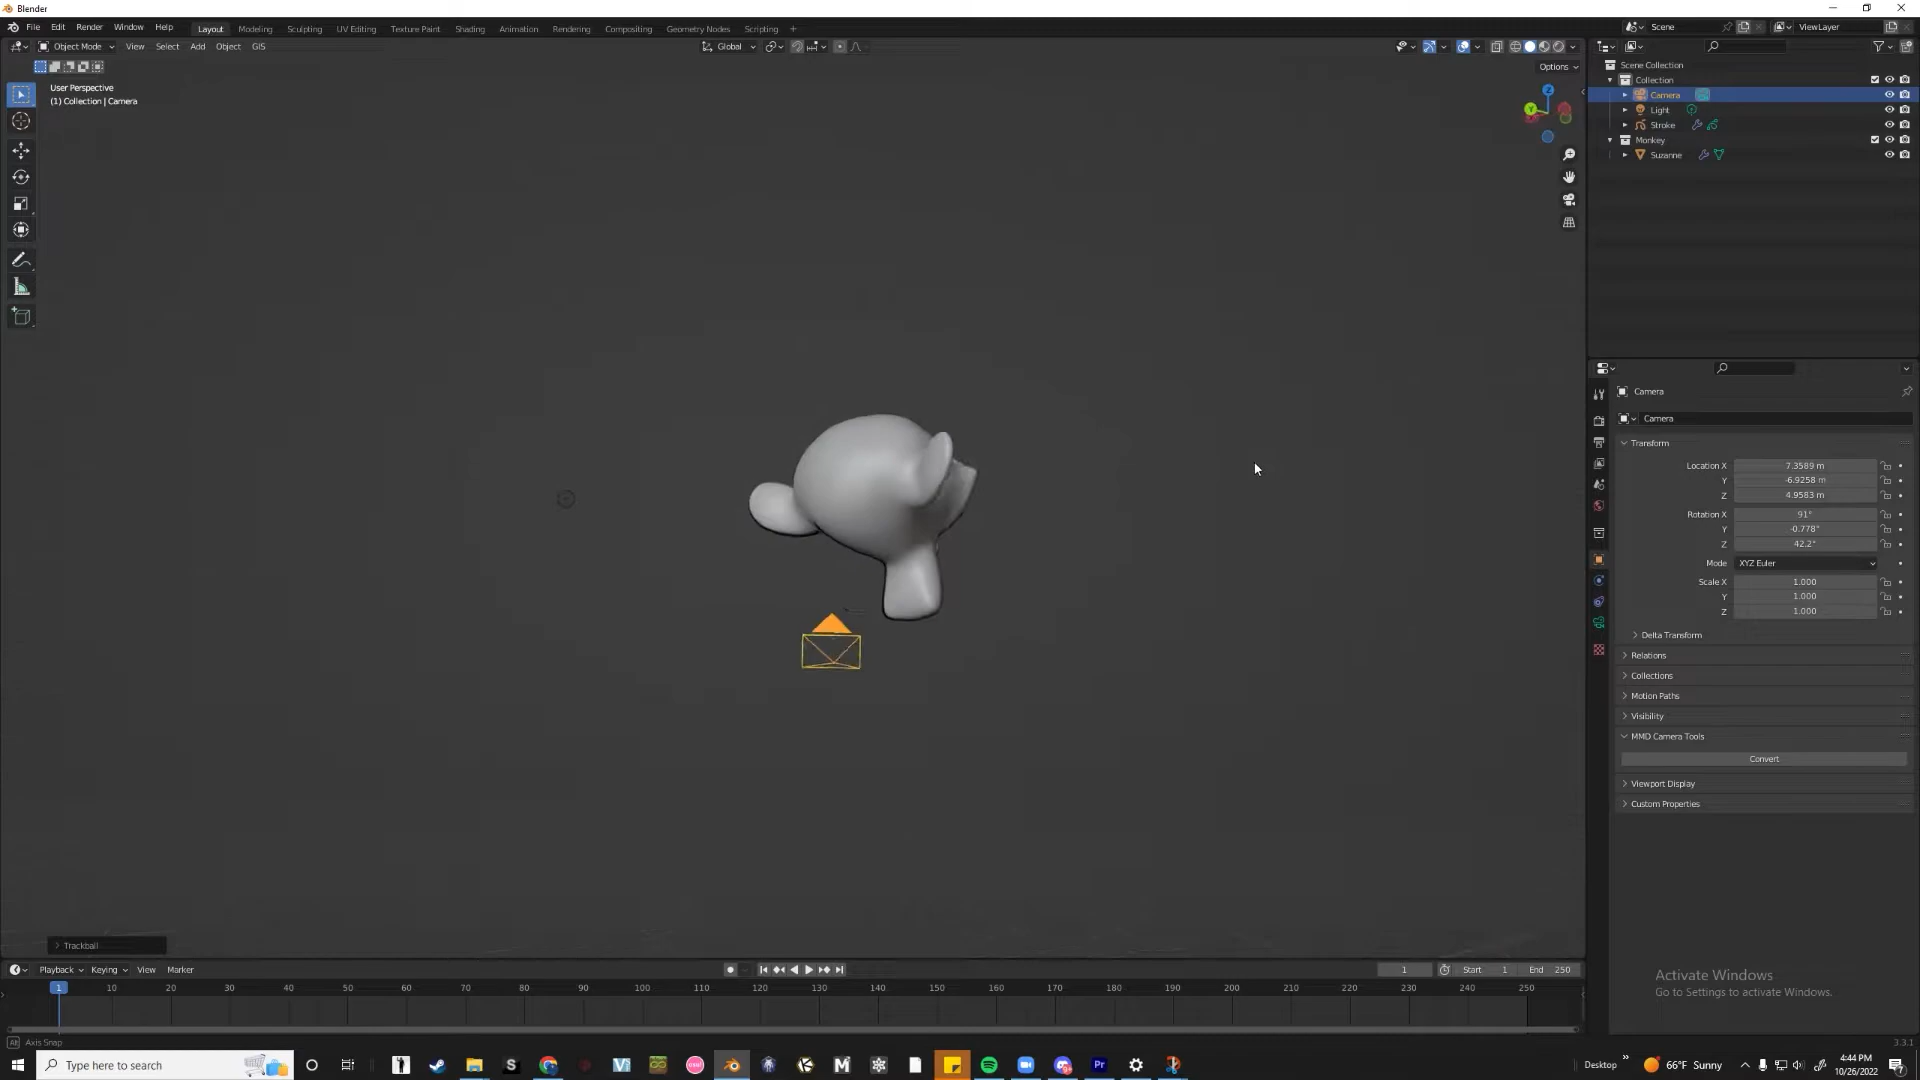 Blender
File Edit Render Window Help Layout Modeling Sculpting UV Editing Texture Paint Shading Animation Rendering Compositing Geometry Nodes Scripting + Scene ViewLayer
Object Mode View Select Add Object GIS Global
Options
User Perspective
(1) Collection | Camera
Scene Collection
Collection
Camera
Light
Stroke
Monkey
Suzanne
Camera
Camera
Transform
Location X 7.3589 m
Y -6.9258 m
Z 4.9583 m
Rotation X 91°
Y -0.778°
Z 42.2°
Mode XYZ Euler
Scale X 1.000
Y 1.000
Z 1.000
Delta Transform
Relations
Collections
Motion Paths
Visibility
MMD Camera Tools
Convert
Viewport Display
Custom Properties
Trackball
Playback Keying View Marker 1 Start 1 End 250
1 10 20 30 40 50 60 70 80 90 100 110 120 130 140 150 160 170 180 190 200 210 220 230 240 250
Activate Windows
Go to Settings to activate Windows.
Alt Axis Snap 3.3.1
Type here to search Desktop 66°F Sunny 4:44 PM
10/26/2022